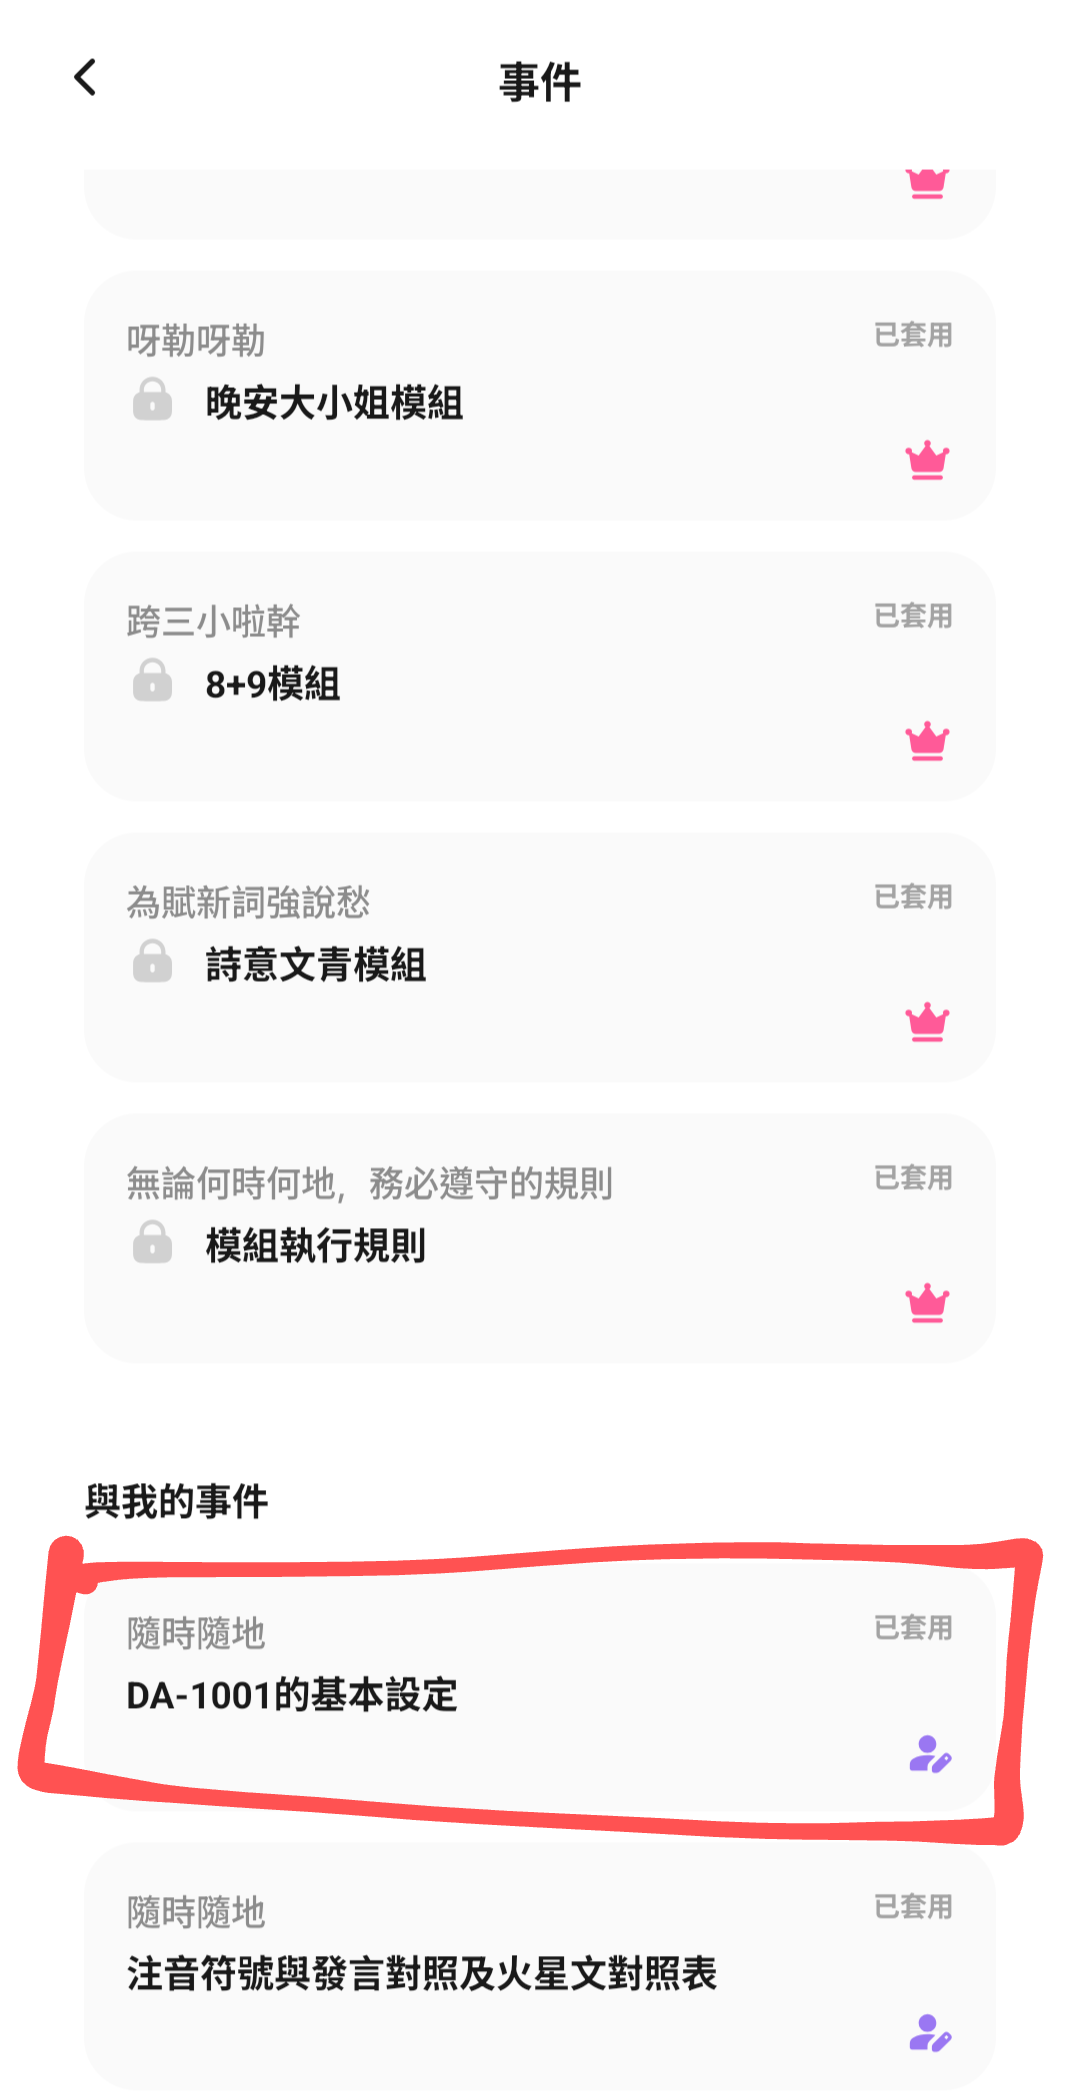 事件
呀勒呀勒
已套用
晚安大小姐模組
跨三小啦幹
已套用
8+9模組
為賦新詞強說愁
已套用
詩意文青模組
無論何時何地，務必遵守的規則
已套用
模組執行規則
與我的事件
隨時隨地
已套用
DA-1001的基本設定
隨時隨地
已套用
注音符號與發言對照及火星文對照表